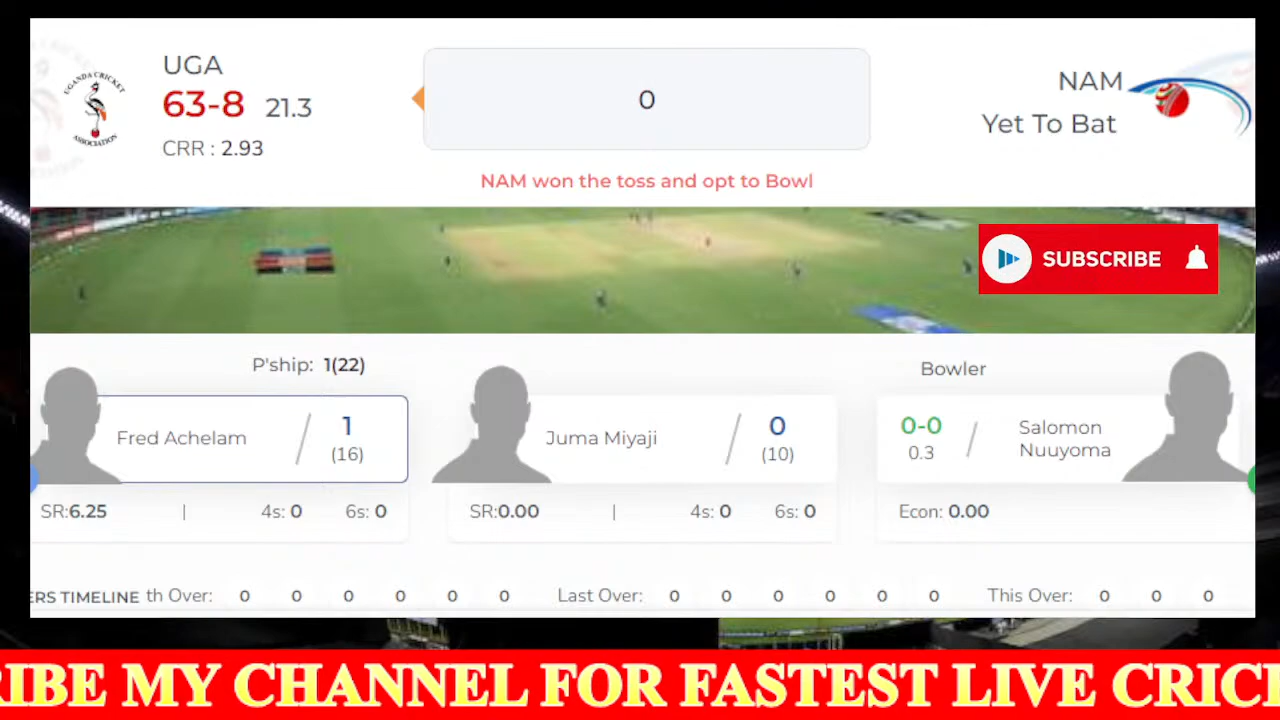 UGANDA CRICKET
ASSOCIATION
UGA
63-8 21.3
CRR : 2.93
0
NAM won the toss and opt to Bowl
NAM
Yet To Bat
SUBSCRIBE
P'ship: 1(22)
Fred Achelam
1
(16)
SR:6.25 | 4s: 0 6s: 0
Juma Miyaji
0
(10)
SR:0.00 | 4s: 0 6s: 0
Bowler
0-0
0.3
Salomon
Nuuyoma
Econ: 0.00
ERS TIMELINE th Over: 0 0 0 0 0 0 Last Over: 0 0 0 0 0 0 This Over: 0 0 0
RIBE MY CHANNEL FOR FASTEST LIVE CRIC